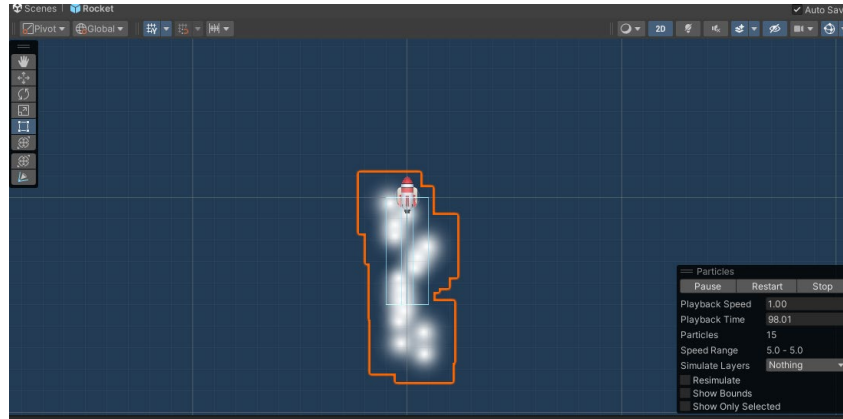 Scenes | Rocket
Auto Sav
Pivot Global 2D
Particles
Pause Restart Stop
Playback Speed 1.00
Playback Time 98.01
Particles 15
Speed Range 5.0 - 5.0
Simulate Layers Nothing
Resimulate
Show Bounds
Show Only Selected